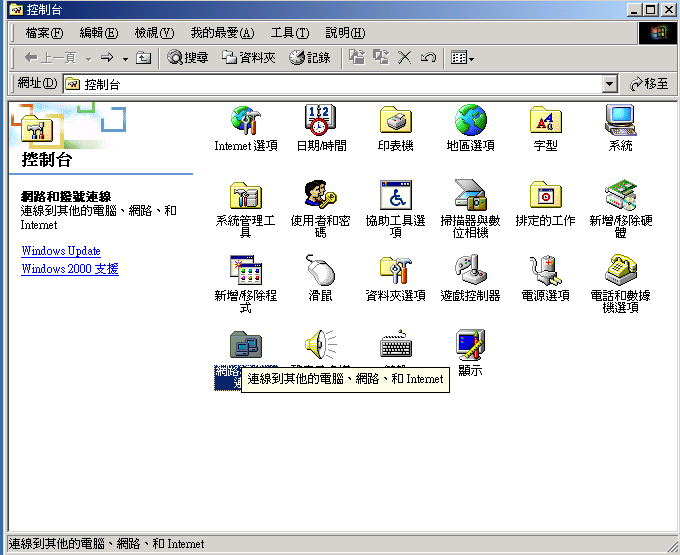 控制台
檔案(F) 編輯(E) 檢視(V) 我的最愛(A) 工具(T) 說明(H)
上一頁 搜尋 資料夾 記錄
網址(D) 控制台 移至
控制台
網路和撥號連線
連線到其他的電腦、網路、和
Internet
Windows Update
Windows 2000 支援
Internet 選項 日期/時間 印表機 地區選項 字型 系統
系統管理工 使用者和密 協助工具選 掃描器與數 排定的工作 新增/移除硬
具 碼 項 位相機 體
新增/移除程 滑鼠 資料夾選項 遊戲控制器 電源選項 電話和數據
式 機選項
顯示
連線到其他的電腦、網路、和 Internet
連線到其他的電腦、網路、和 Internet